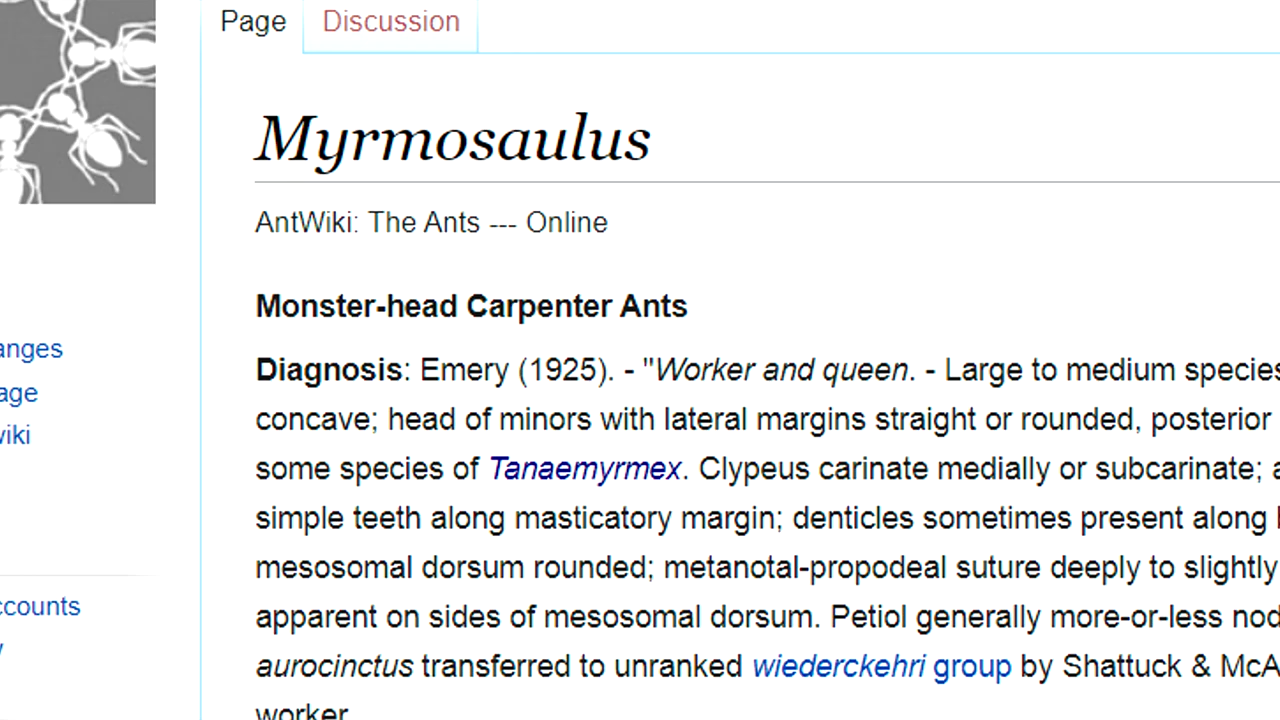 Page Discussion
Myrmosaulus
AntWiki: The Ants --- Online
Monster-head Carpenter Ants
anges
Diagnosis: Emery (1925). - "Worker and queen. - Large to medium species
age
concave; head of minors with lateral margins straight or rounded, posterior
wiki
some species of Tanaemyrmex. Clypeus carinate medially or subcarinate; a
simple teeth along masticatory margin; denticles sometimes present along
mesosomal dorsum rounded; metanotal-propodeal suture deeply to slightly
ccounts
apparent on sides of mesosomal dorsum. Petiol generally more-or-less nod
aurocinctus transferred to unranked wiederckehri group by Shattuck & McA
worker